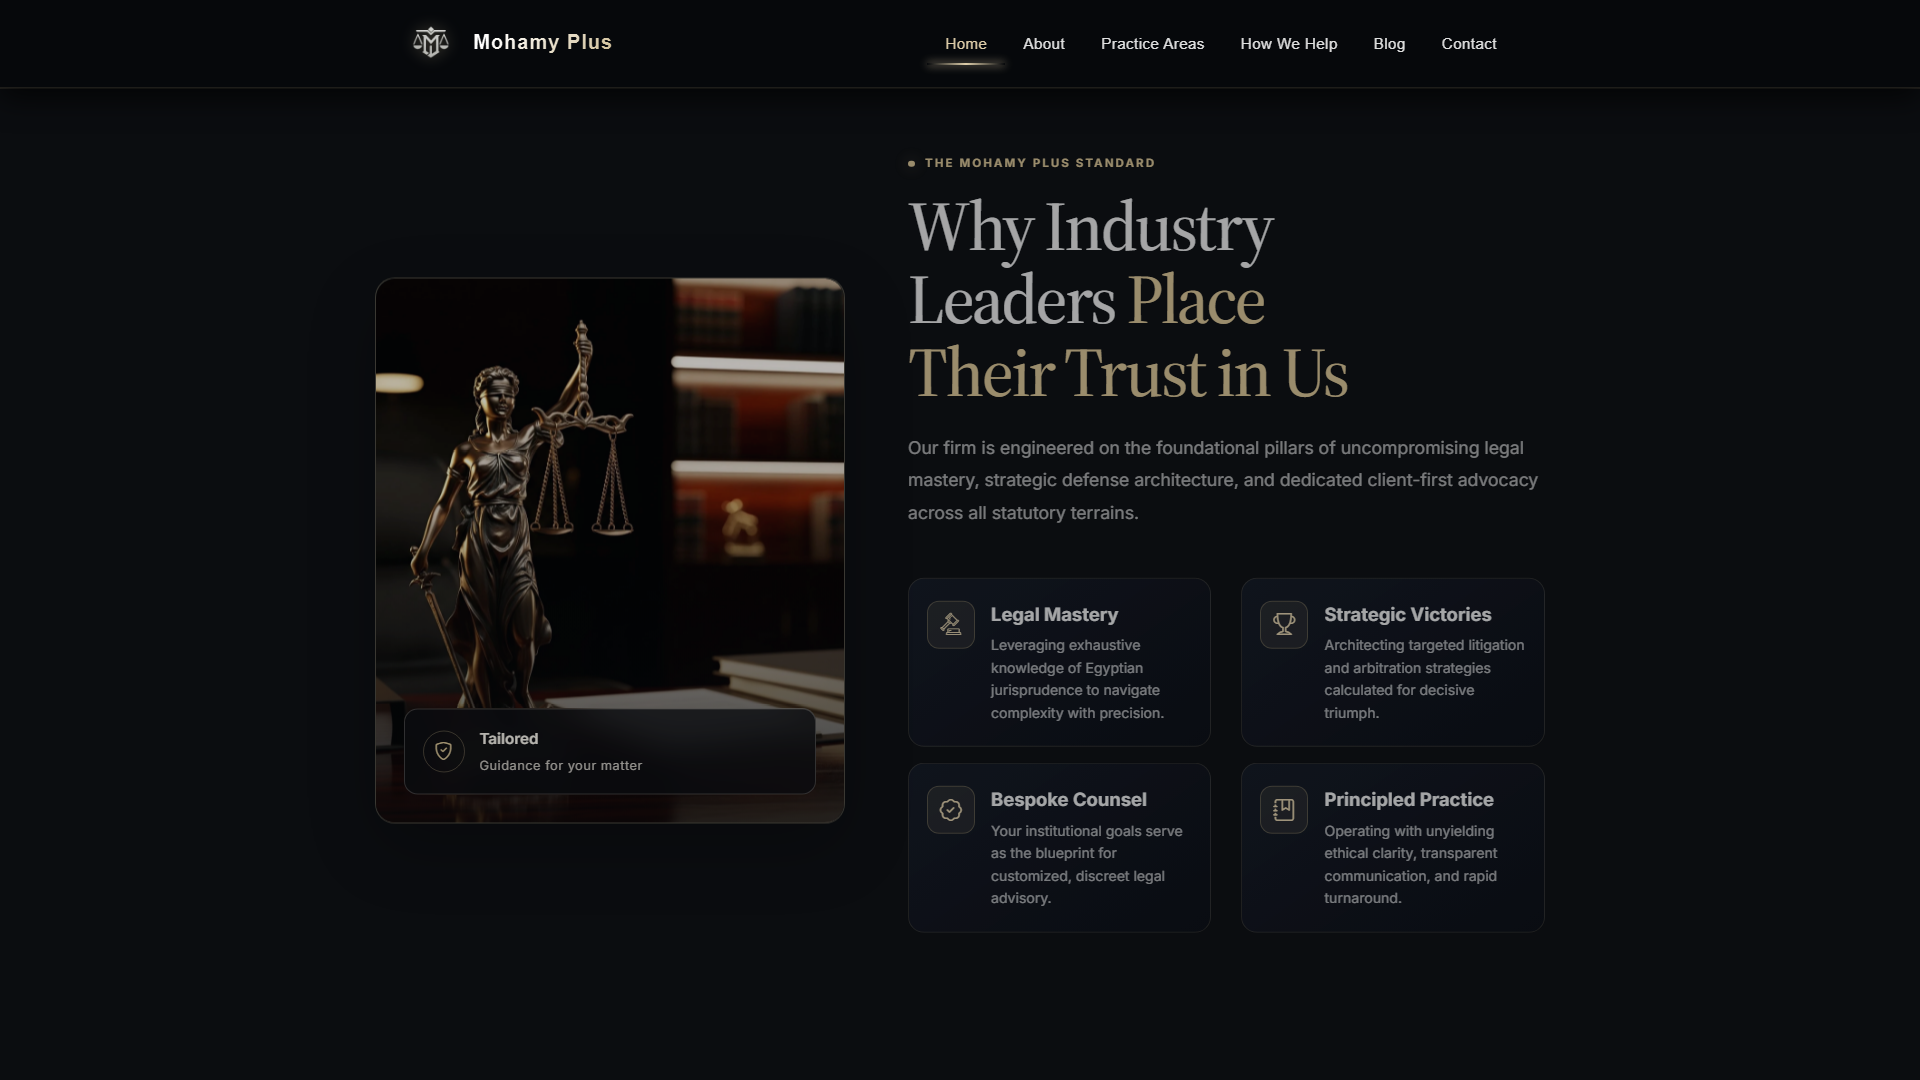 Mohamy Plus
Home
About
Practice Areas
How We Help
Blog
Contact
THE MOHAMY PLUS STANDARD
Why Industry
Leaders Place
Their Trust in Us
Our firm is engineered on the foundational pillars of uncompromising legal
mastery, strategic defense architecture, and dedicated client-first advocacy
across all statutory terrains.
Tailored
Guidance for your matter
Legal Mastery
Leveraging exhaustive
knowledge of Egyptian
jurisprudence to navigate
complexity with precision.
Strategic Victories
Architecting targeted litigation
and arbitration strategies
calculated for decisive
triumph.
Bespoke Counsel
Your institutional goals serve
as the blueprint for
customized, discreet legal
advisory.
Principled Practice
Operating with unyielding
ethical clarity, transparent
communication, and rapid
turnaround.